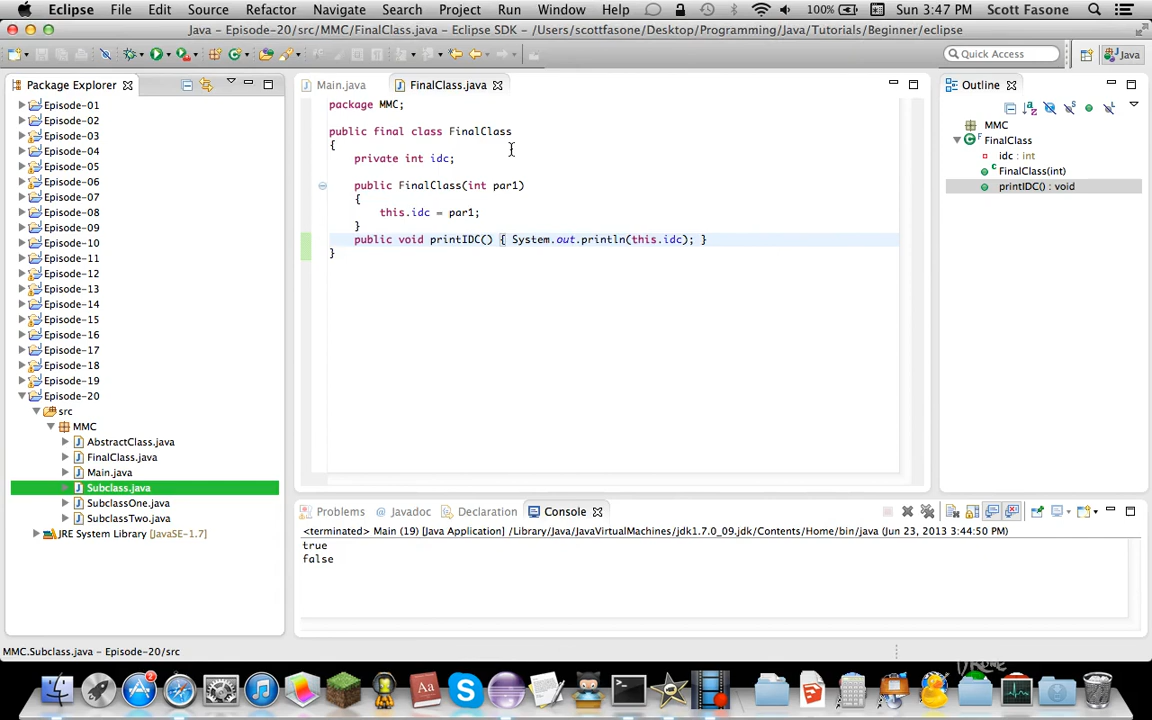 Eclipse File Edit Source Refactor Navigate Search Project Run Window Help 100% Sun 3:47 PM Scott Fasone
Java - Episode-20/src/MMC/FinalClass.java - Eclipse SDK - /Users/scottfasone/Desktop/Programming/Java/Tutorials/Beginner/eclipse
Quick Access Java
Package Explorer
Episode-01
Episode-02
Episode-03
Episode-04
Episode-05
Episode-06
Episode-07
Episode-08
Episode-09
Episode-10
Episode-11
Episode-12
Episode-13
Episode-14
Episode-15
Episode-16
Episode-17
Episode-18
Episode-19
Episode-20
src
MMC
AbstractClass.java
FinalClass.java
Main.java
Subclass.java
SubclassOne.java
SubclassTwo.java
JRE System Library [JavaSE-1.7]
Main.java FinalClass.java
package MMC;
public final class FinalClass
{
private int idc;
public FinalClass(int par1)
{
this.idc = par1;
}
public void printIDC() { System.out.println(this.idc); }
}
Outline
MMC
FinalClass
idc : int
FinalClass(int)
printIDC() : void
Problems @ Javadoc Declaration Console
<terminated> Main (19) [Java Application] /Library/Java/JavaVirtualMachines/jdk1.7.0_09.jdk/Contents/Home/bin/java (Jun 23, 2013 3:44:50 PM)
true
false
MMC.Subclass.java - Episode-20/src